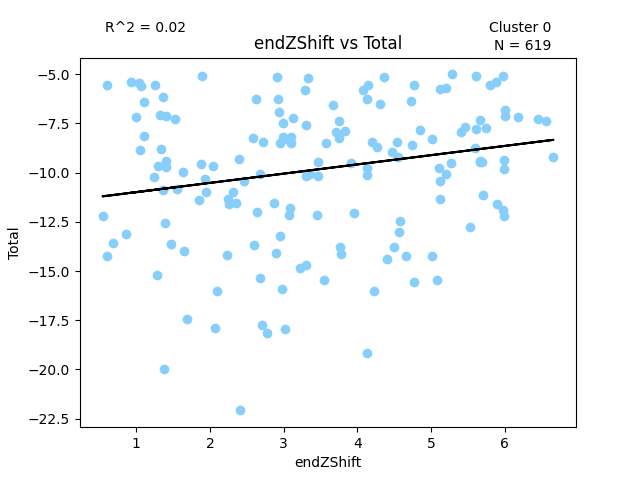 R^2 = 0.02
Cluster 0
endZShift vs Total
N = 619
−5.0
−7.5
−10.0
−12.5
−15.0
−17.5
−20.0
−22.5
Total
1 2 3 4 5 6
endZShift